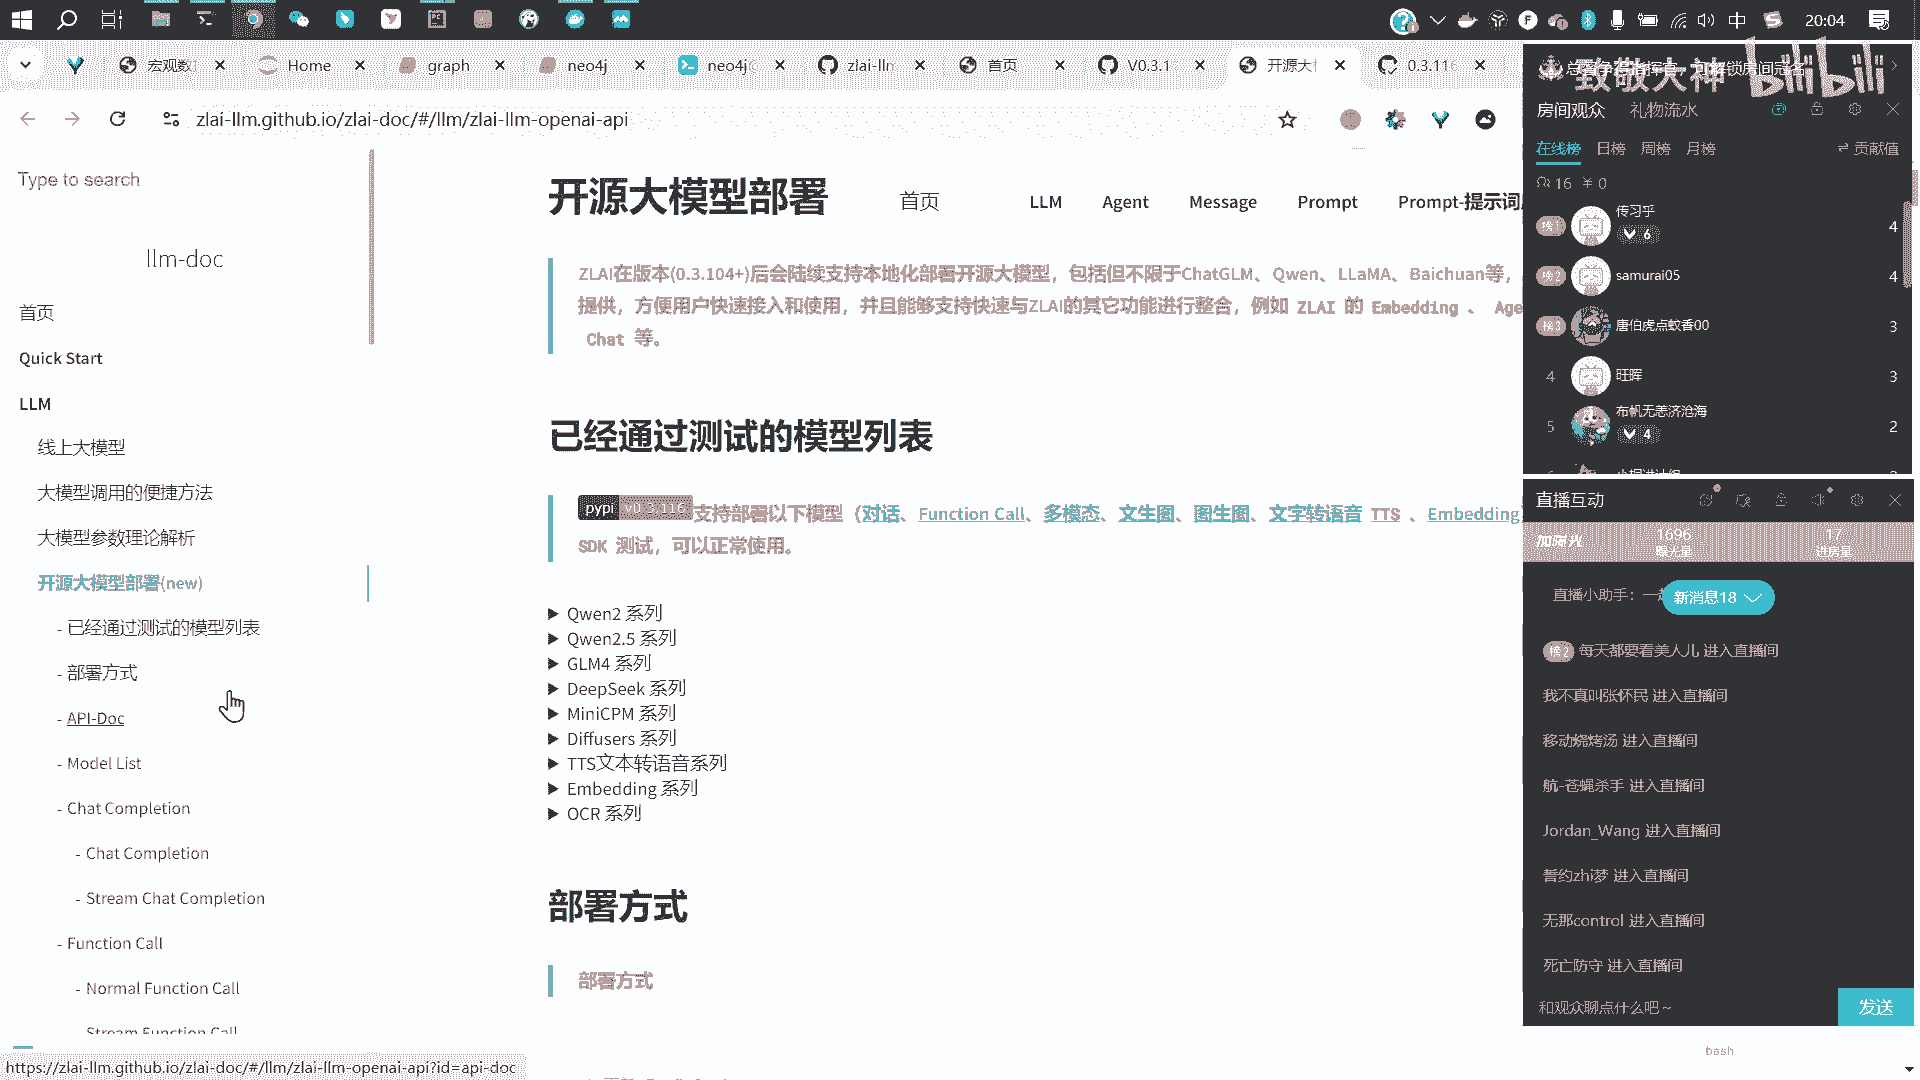 20:04
中
宏观数
Home
graph
neo4j
neo4j
zlai-llm
首页
V0.3.1
开源大
0.3.116
zlai-llm.github.io/zlai-doc/#/llm/zlai-llm-openai-api
Type to search
llm-doc
首页
Quick Start
LLM
线上大模型
大模型调用的便捷方法
大模型参数理论解析
开源大模型部署(new)
- 已经通过测试的模型列表
- 部署方式
- API-Doc
- Model List
- Chat Completion
- Chat Completion
- Stream Chat Completion
- Function Call
- Normal Function Call
- Stream Function Call
https://zlai-llm.github.io/zlai-doc/#/llm/zlai-llm-openai-api?id=api-doc
开源大模型部署
首页 LLM Agent Message Prompt Prompt-提示词
ZLAI在版本(0.3.104+)后会陆续支持本地化部署开源大模型，包括但不限于ChatGLM、Qwen、LLaMA、Baichuan等，
提供，方便用户快速接入和使用，并且能够支持快速与ZLAI的其它功能进行整合，例如 ZLAI 的 Embedding 、 Age
Chat 等。
已经通过测试的模型列表
pypi v0.3.116 支持部署以下模型（对话、Function Call、多模态、文生图、图生图、文字转语音 TTS 、Embedding
SDK 测试，可以正常使用。
▶ Qwen2 系列
▶ Qwen2.5 系列
▶ GLM4 系列
▶ DeepSeek 系列
▶ MiniCPM 系列
▶ Diffusers 系列
▶ TTS文本转语音系列
▶ Embedding 系列
▶ OCR 系列
部署方式
部署方式
致敬大神 bilibili
房间观众 礼物流水
在线榜 日榜 周榜 月榜 贡献值
16 ¥ 0
榜1 传习乎 4
6
榜2 samurai05 4
榜3 唐伯虎点蚊香00 3
4 旺晖 3
5 布帆无恙济沧海 2
4
直播互动
加曝光 1696 17
曝光量 进房量
直播小助手：一起
新消息18
榜2 每天都要看美人儿 进入直播间
我不真叫张怀民 进入直播间
移动烧烤汤 进入直播间
航-苍蝇杀手 进入直播间
Jordan_Wang 进入直播间
誓约zhi梦 进入直播间
无那control 进入直播间
死亡防守 进入直播间
和观众聊点什么吧~
发送
bash